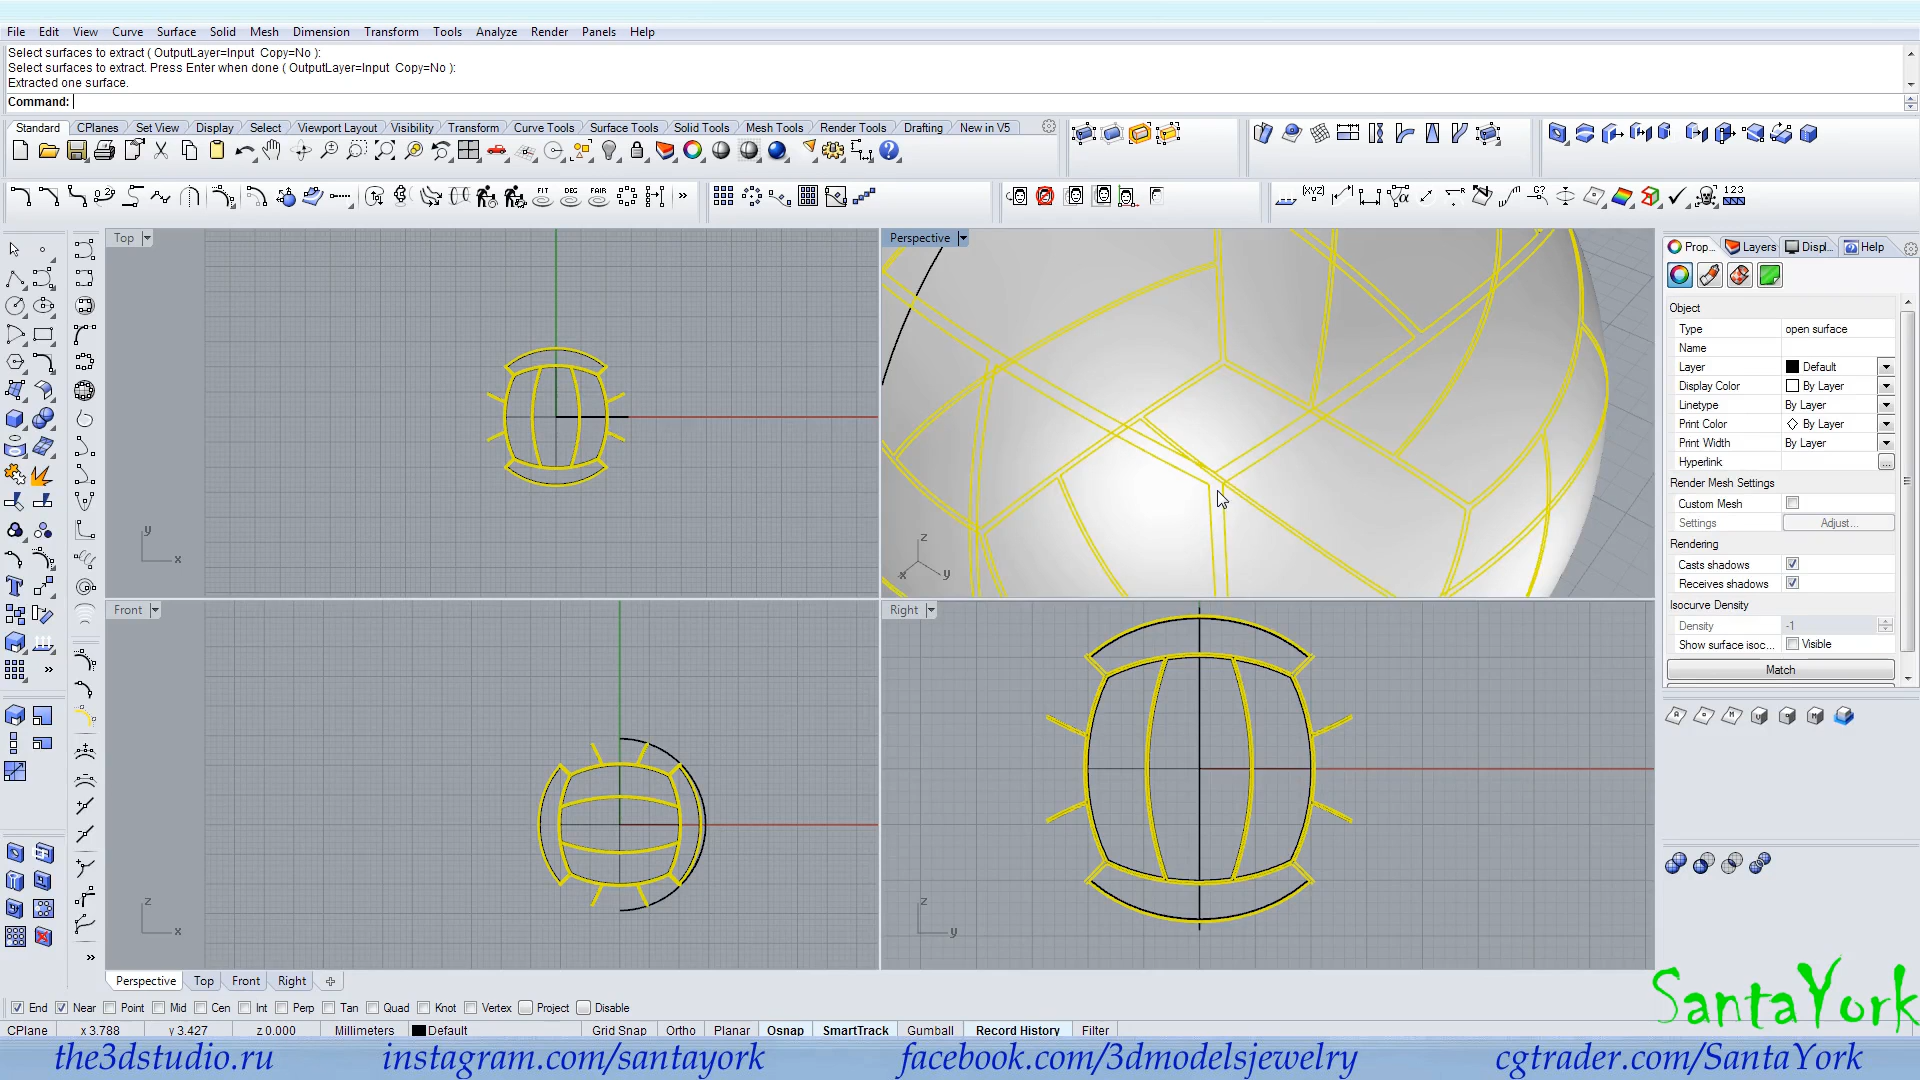 File Edit View Curve Surface Solid Mesh Dimension Transform Tools Analyze Render Panels Help
Select surfaces to extract ( OutputLayer=Input Copy=No ):
Select surfaces to extract. Press Enter when done ( OutputLayer=Input Copy=No ):
Extracted one surface.
Command:
Standard CPlanes Set View Display Select Viewport Layout Visibility Transform Curve Tools Surface Tools Solid Tools Mesh Tools Render Tools Drafting New in V5
FIT DEG FAIR (XYZ) G? 123
Top
Perspective
Prop... Layers Displ... Help
Object
Type open surface
Name
Layer Default
Display Color By Layer
Linetype By Layer
Print Color By Layer
Print Width By Layer
Hyperlink ...
Render Mesh Settings
Custom Mesh
Settings Adjust...
Rendering
Casts shadows
Receives shadows
Isocurve Density
Density -1
Show surface isoc... Visible
Match
y
x
z
x
y
Front
Right
z
x
z
y
Perspective Top Front Right
End Near Point Mid Cen Int Perp Tan Quad Knot Vertex Project Disable
CPlane x 3.788 y 3.427 z 0.000 Millimeters Default Grid Snap Ortho Planar Osnap SmartTrack Gumball Record History Filter
SantaYork
the3dstudio.ru instagram.com/santayork facebook.com/3dmodelsjewelry cgtrader.com/SantaYork